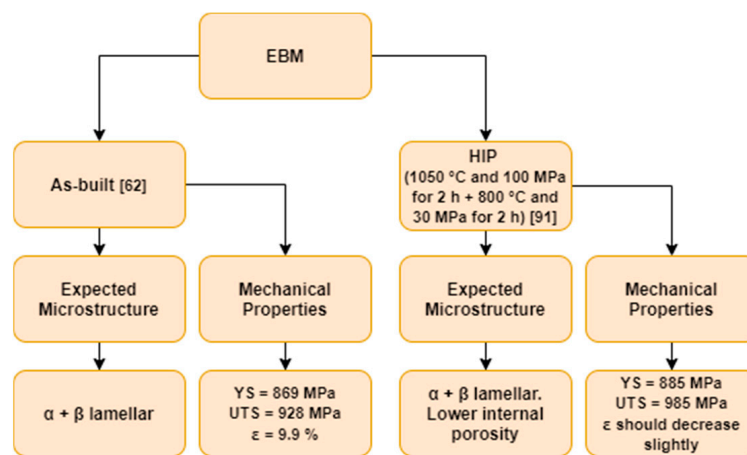 EBM
As-built [62]
HIP
(1050 °C and 100 MPa
for 2 h + 800 °C and
30 MPa for 2 h) [91]
Expected
Microstructure
Mechanical
Properties
Expected
Microstructure
Mechanical
Properties
α + β lamellar
YS = 869 MPa
UTS = 928 MPa
ε = 9.9 %
α + β lamellar.
Lower internal
porosity
YS = 885 MPa
UTS = 985 MPa
ε should decrease
slightly